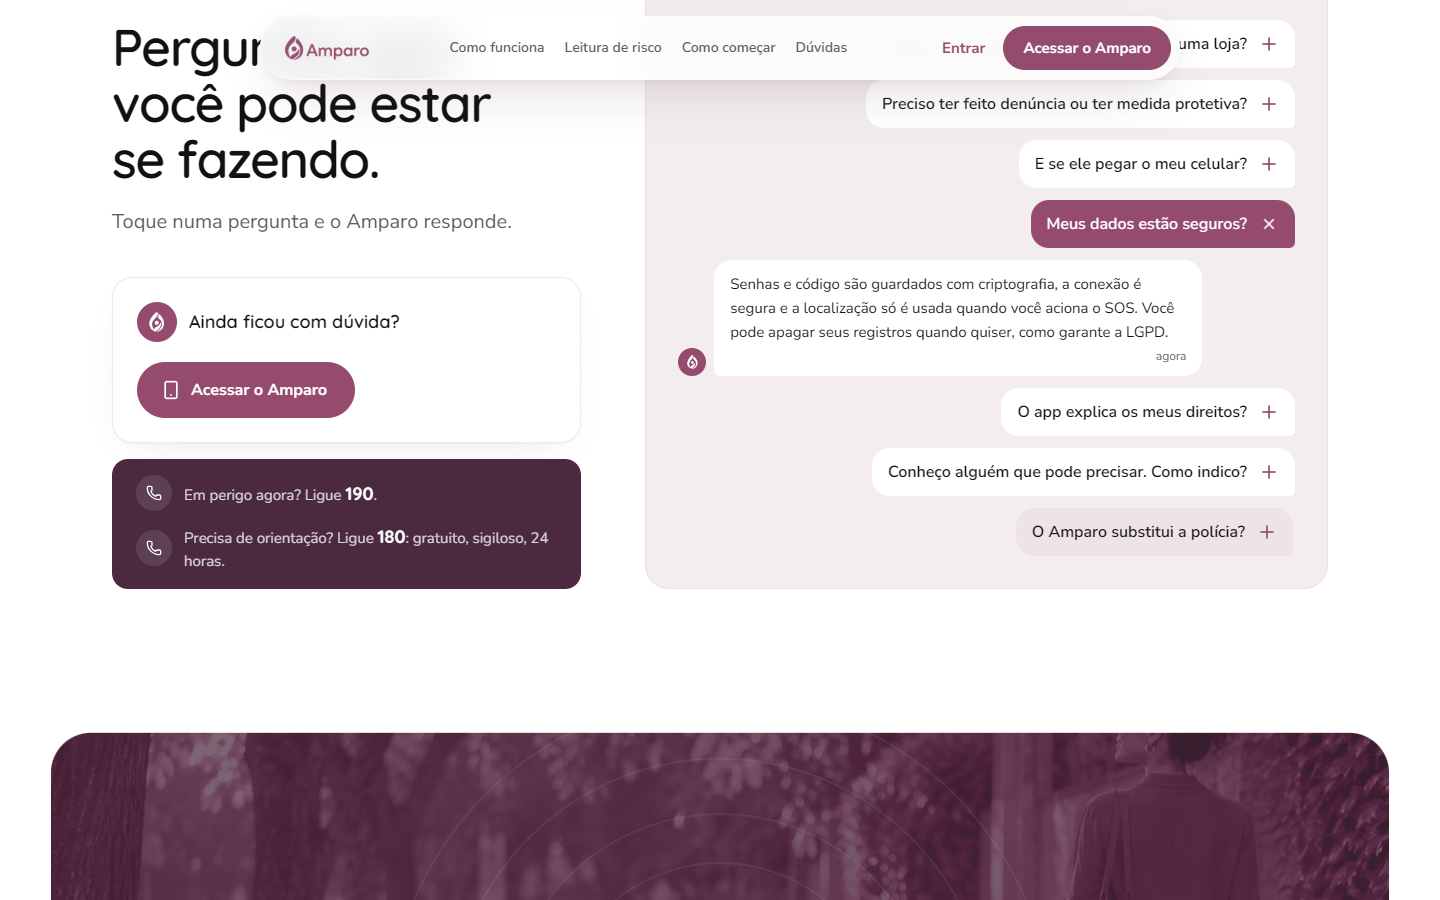 Amparo
Como funciona
Leitura de risco
Como começar
Dúvidas
Entrar
Acessar o Amparo
você pode estar
se fazendo.
Toque numa pergunta e o Amparo responde.
Ainda ficou com dúvida?
Acessar o Amparo
Em perigo agora? Ligue 190.
Precisa de orientação? Ligue 180: gratuito, sigiloso, 24
horas.
uma loja?
Preciso ter feito denúncia ou ter medida protetiva?
E se ele pegar o meu celular?
Meus dados estão seguros?
Senhas e código são guardados com criptografia, a conexão é
segura e a localização só é usada quando você aciona o SOS. Você
pode apagar seus registros quando quiser, como garante a LGPD.
agora
O app explica os meus direitos?
Conheço alguém que pode precisar. Como indico?
O Amparo substitui a polícia?